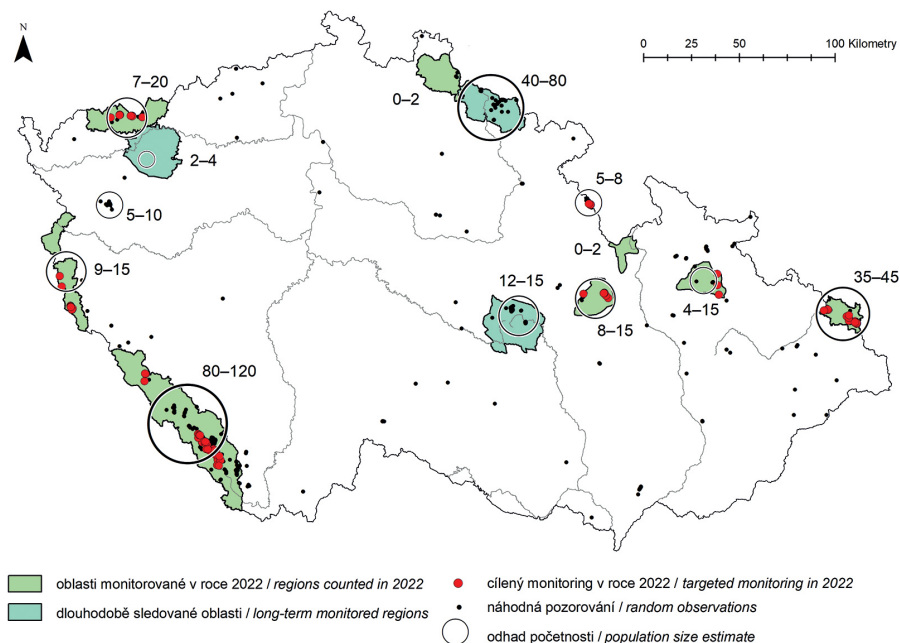 N
0 25 50 100 Kilometry
7–20
40–80
0–2
2–4
5–8
5–10
0–2
9–15
12–15
35–45
4–15
8–15
80–120
oblasti monitorované v roce 2022 / regions counted in 2022
dlouhodobě sledované oblasti / long-term monitored regions
cílený monitoring v roce 2022 / targeted monitoring in 2022
náhodná pozorování / random observations
odhad početnosti / population size estimate